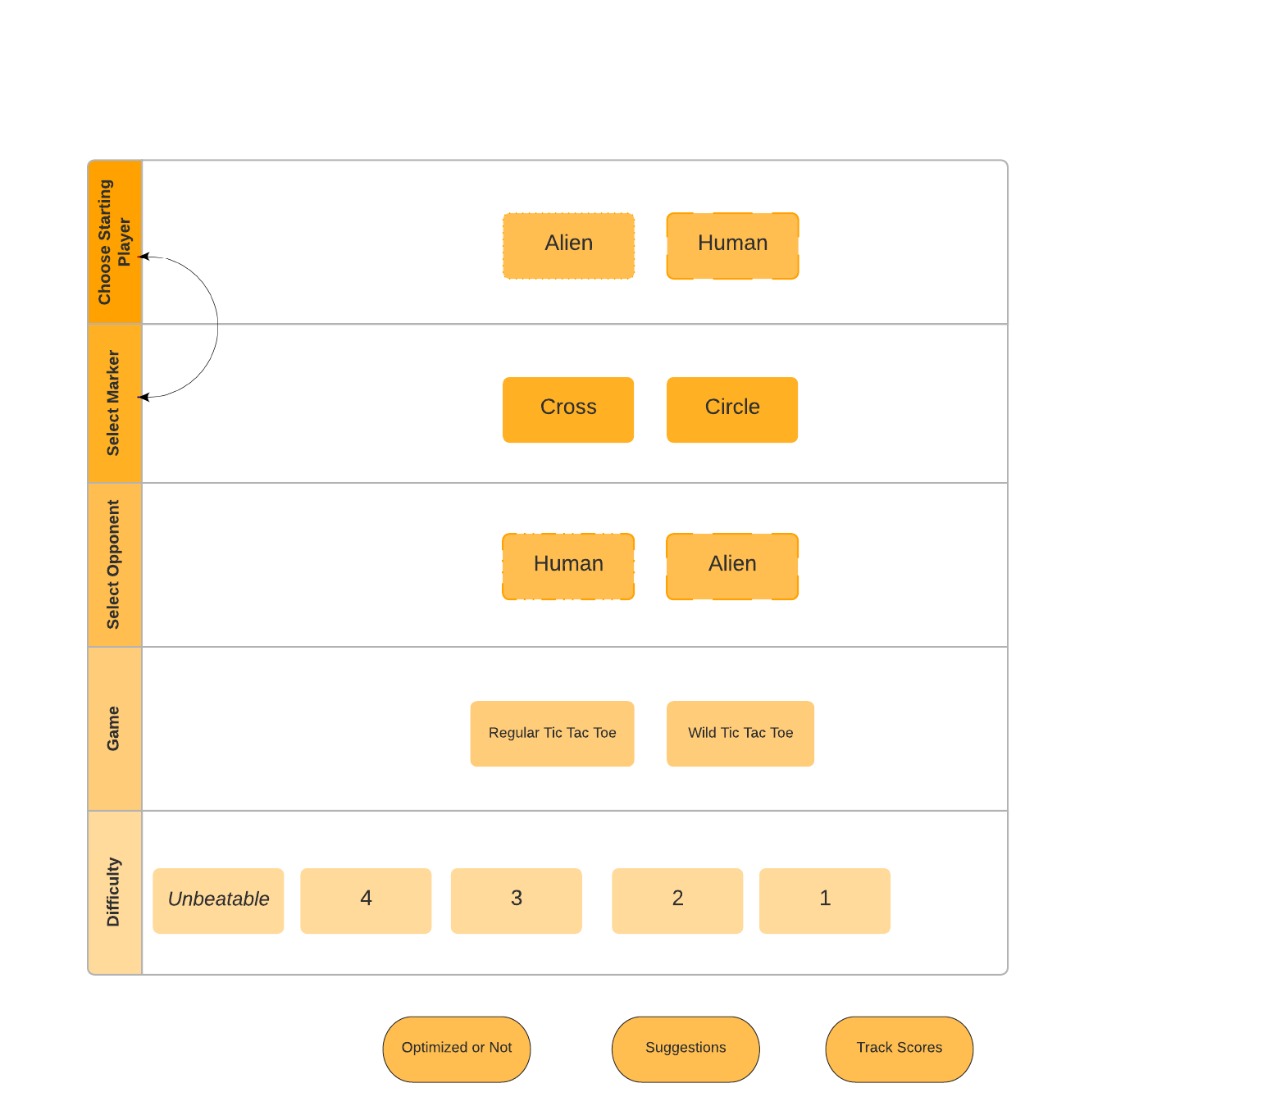 Choose Starting
Player
Alien
Human
Select Marker
Cross
Circle
Select Opponent
Human
Alien
Game
Regular Tic Tac Toe
Wild Tic Tac Toe
Difficulty
Unbeatable
4
3
2
1
Optimized or Not
Suggestions
Track Scores